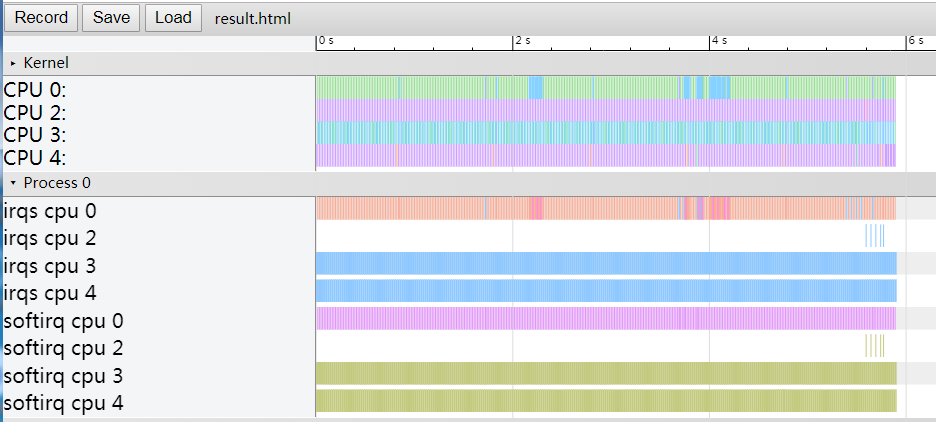 Record Save Load result.html
0 s 2 s 4 s 6 s
Kernel
CPU 0:
CPU 2:
CPU 3:
CPU 4:
Process 0
irqs cpu 0
irqs cpu 2
irqs cpu 3
irqs cpu 4
softirq cpu 0
softirq cpu 2
softirq cpu 3
softirq cpu 4